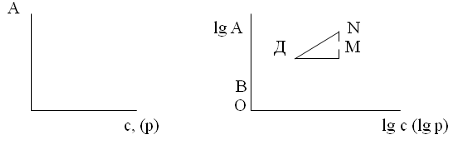 A
c, (p)
lg A
Д
N
M
B
O
lg c (lg p)